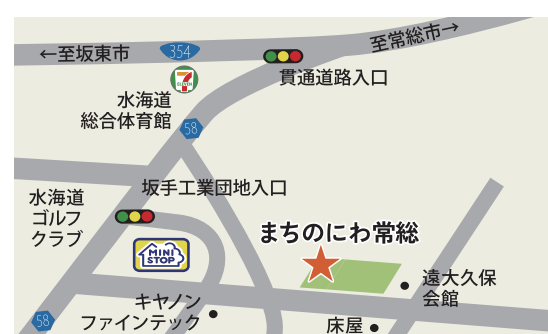 ←至坂東市
354
至常総市→
7
ELEVEN
貫通道路入口
水海道
総合体育館
58
坂手工業団地入口
水海道
ゴルフ
クラブ
まちのにわ常総
MINI
STOP
遠大久保
会館
キヤノン
ファインテック
58
床屋